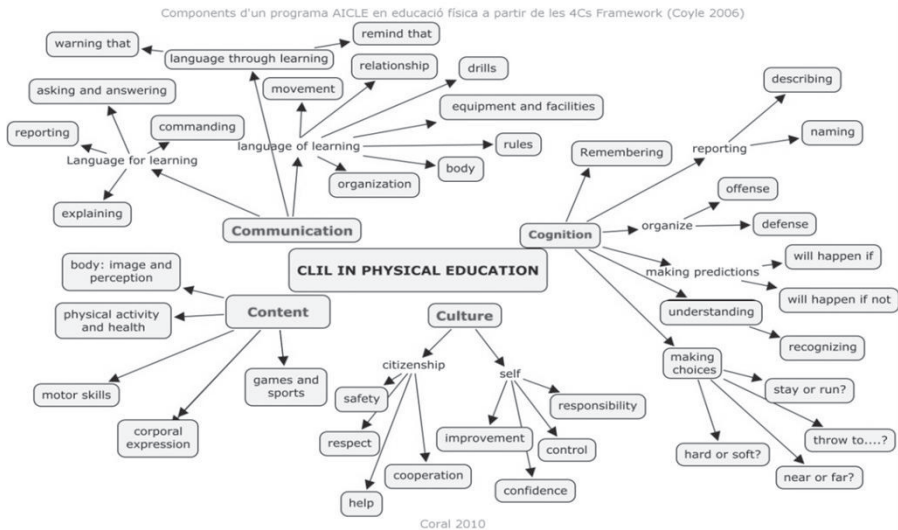 Components d'un programa AICLE en educació física a partir de les 4Cs Framework (Coyle 2006)
warning that
language through learning
remind that
asking and answering
reporting
commanding
Language for learning
explaining
movement
relationship
drills
equipment and facilities
language of learning
rules
body
organization
Communication
describing
Remembering
reporting
naming
offense
organize
defense
Cognition
making predictions
will happen if
will happen if not
understanding
recognizing
making
choices
stay or run?
throw to....?
hard or soft?
near or far?
CLIL IN PHYSICAL EDUCATION
body: image and
perception
physical activity
and health
Content
motor skills
corporal
expression
games and
sports
Culture
citizenship
safety
respect
help
cooperation
self
responsibility
improvement
control
confidence
Coral 2010